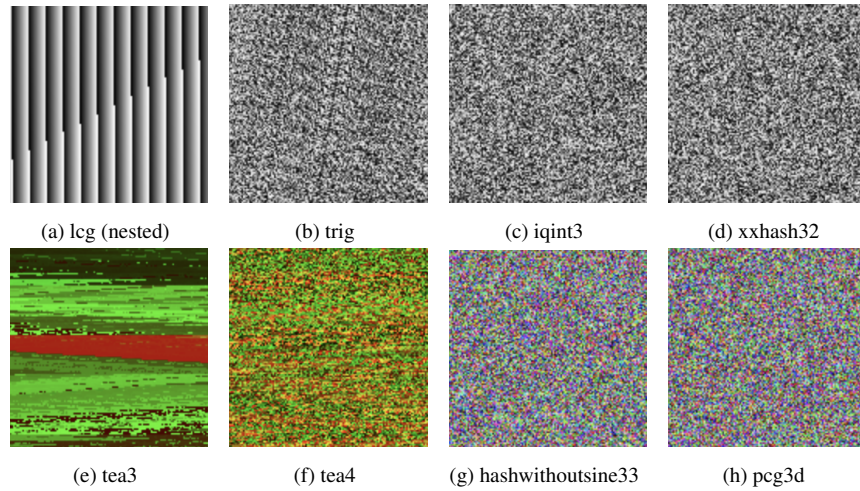 (a) lcg (nested)
(b) trig
(c) iqint3
(d) xxhash32
(e) tea3
(f) tea4
(g) hashwithoutsine33
(h) pcg3d